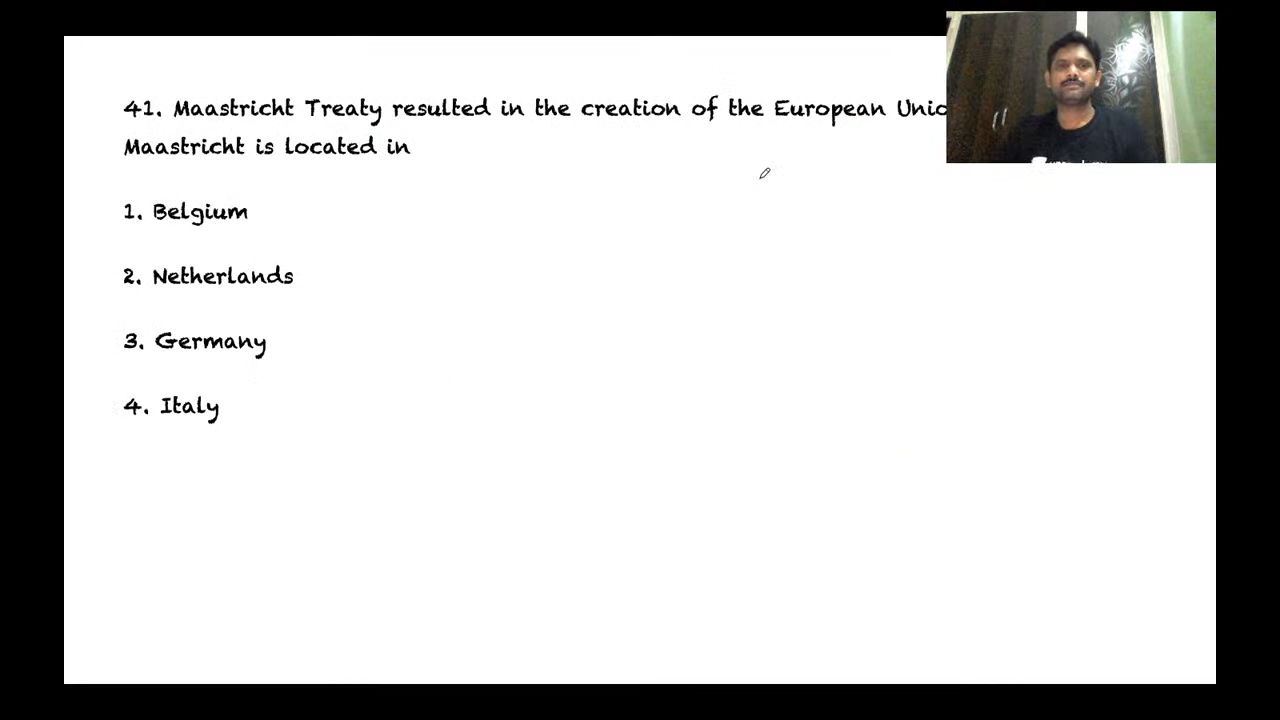 41. Maastricht Treaty resulted in the creation of the European
Maastricht is located in
1. Belgium
2. Netherlands
3. Germany
4. Italy